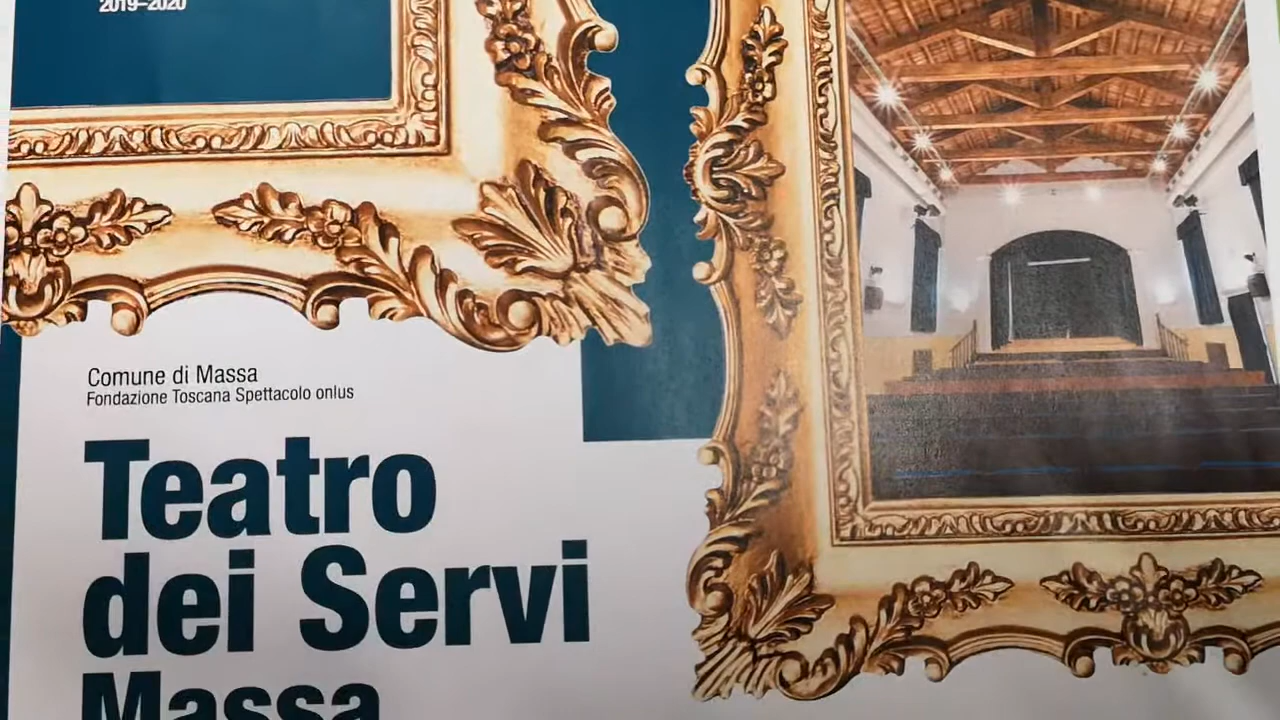 2019-2020
Comune di Massa
Fondazione Toscana Spettacolo onlus
Teatro
dei Servi
Massa